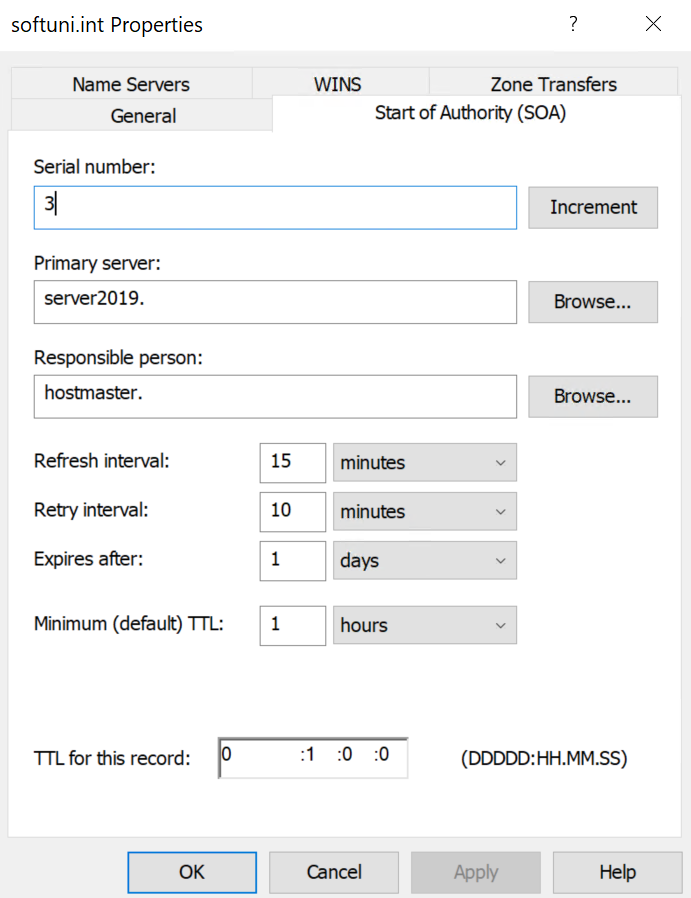 softuni.int Properties ? ×
Name Servers WINS Zone Transfers
General Start of Authority (SOA)
Serial number:
3 Increment
Primary server:
server2019. Browse...
Responsible person:
hostmaster. Browse...
Refresh interval: 15 minutes
Retry interval: 10 minutes
Expires after: 1 days
Minimum (default) TTL: 1 hours
TTL for this record: 0 :1 :0 :0 (DDDDD:HH.MM.SS)
OK Cancel Apply Help